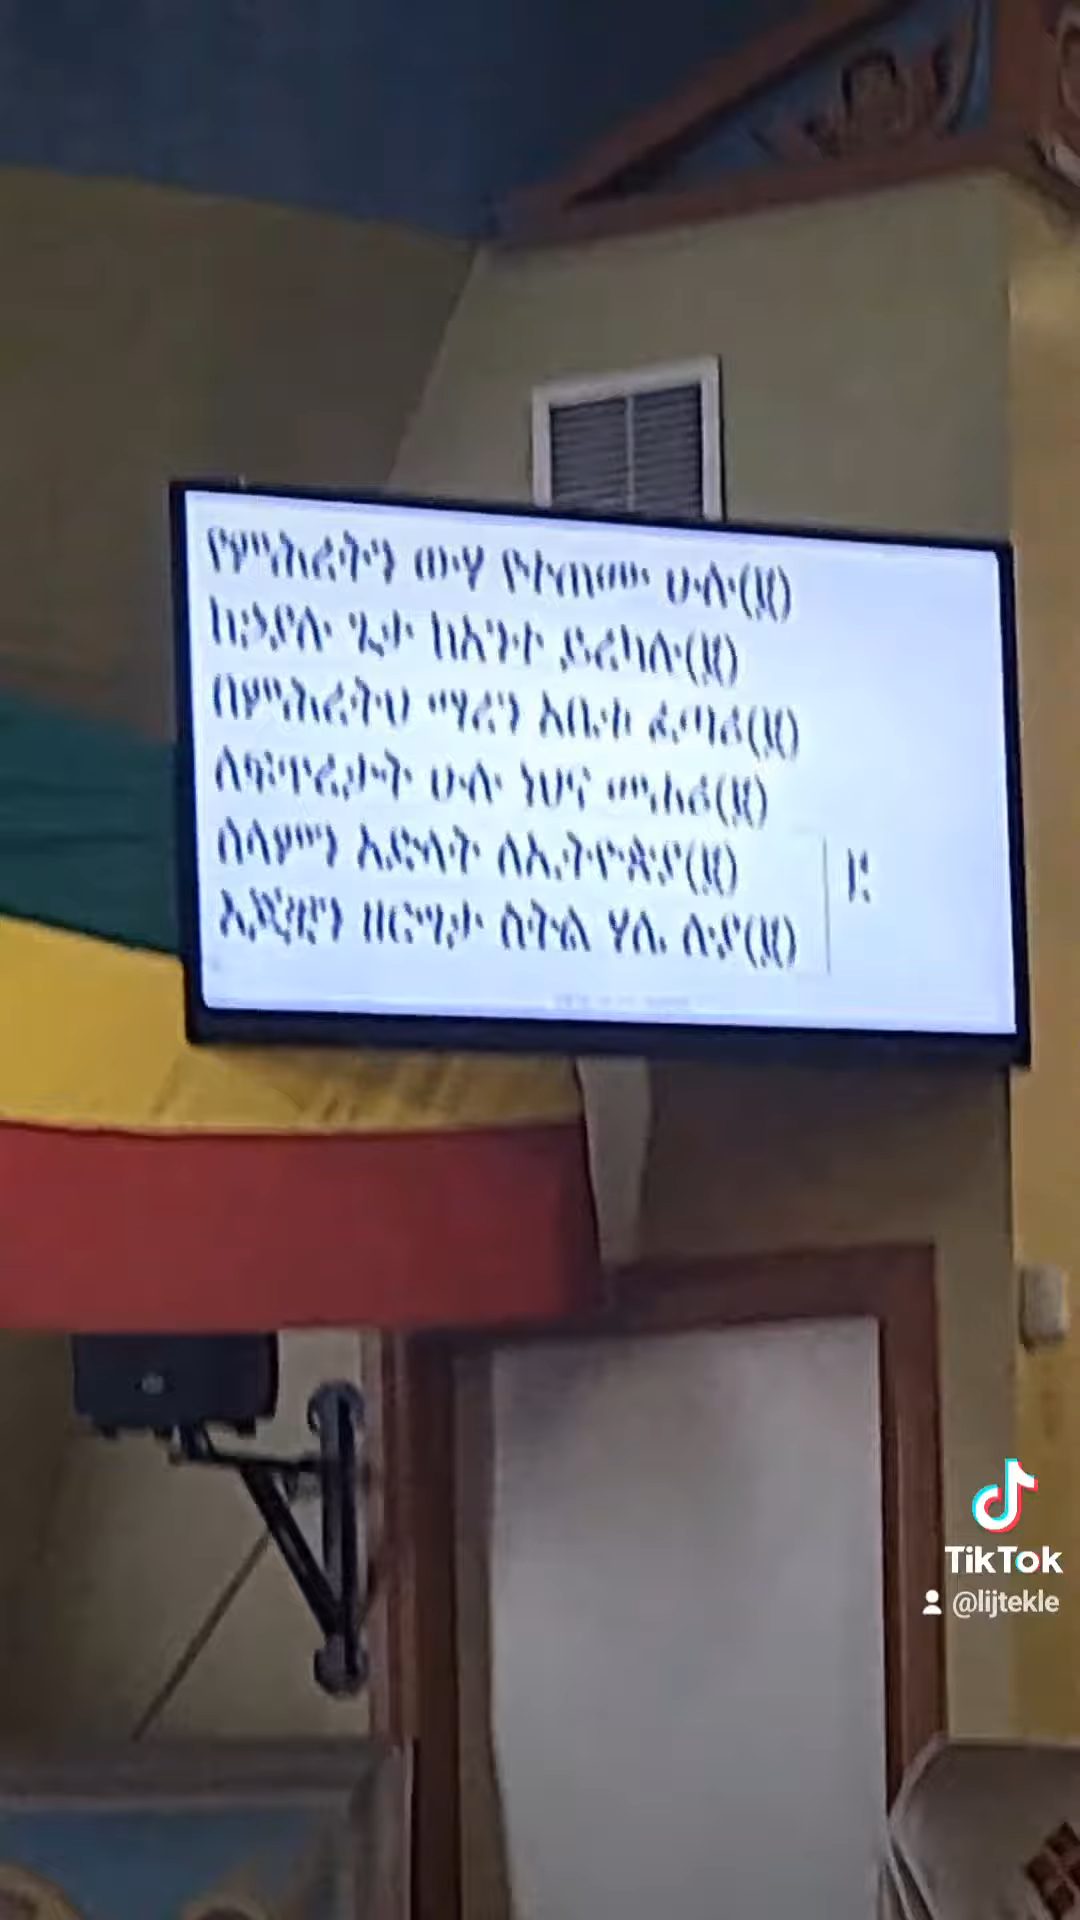 የምሕረትን ውሃ የተጠሙ ሁሉ(፪)
ከኃያሉ ጌታ ከአንተ ይረካሉ(፪)
በምሕረትህ ማረን አቤቱ ፈጣሪ(፪)
ለፍጥረታት ሁሉ ነህና መሐሪ(፪)
ሰላምን አድላት ለኢትዮጵያ(፪)
እጆቿን ዘርግታ ስትል ሃሌ ሉያ(፪)
TikTok
@lijtekle